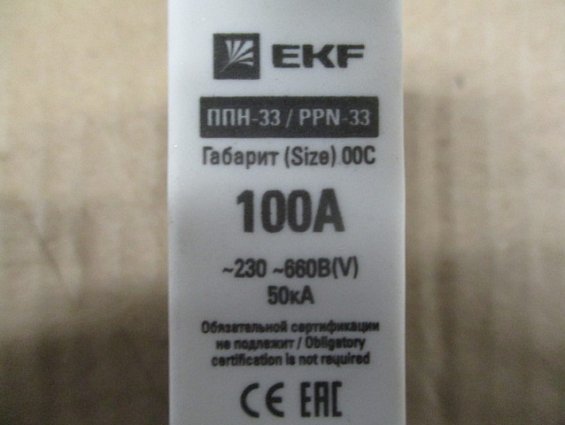 EKF
ППН-33 / PPN-33
Габарит (Size) 00С
100А
~230 ~660В(V)
50кА
Обязательной сертификации
не подлежит / Obligatory
certification is not required
CE EAC